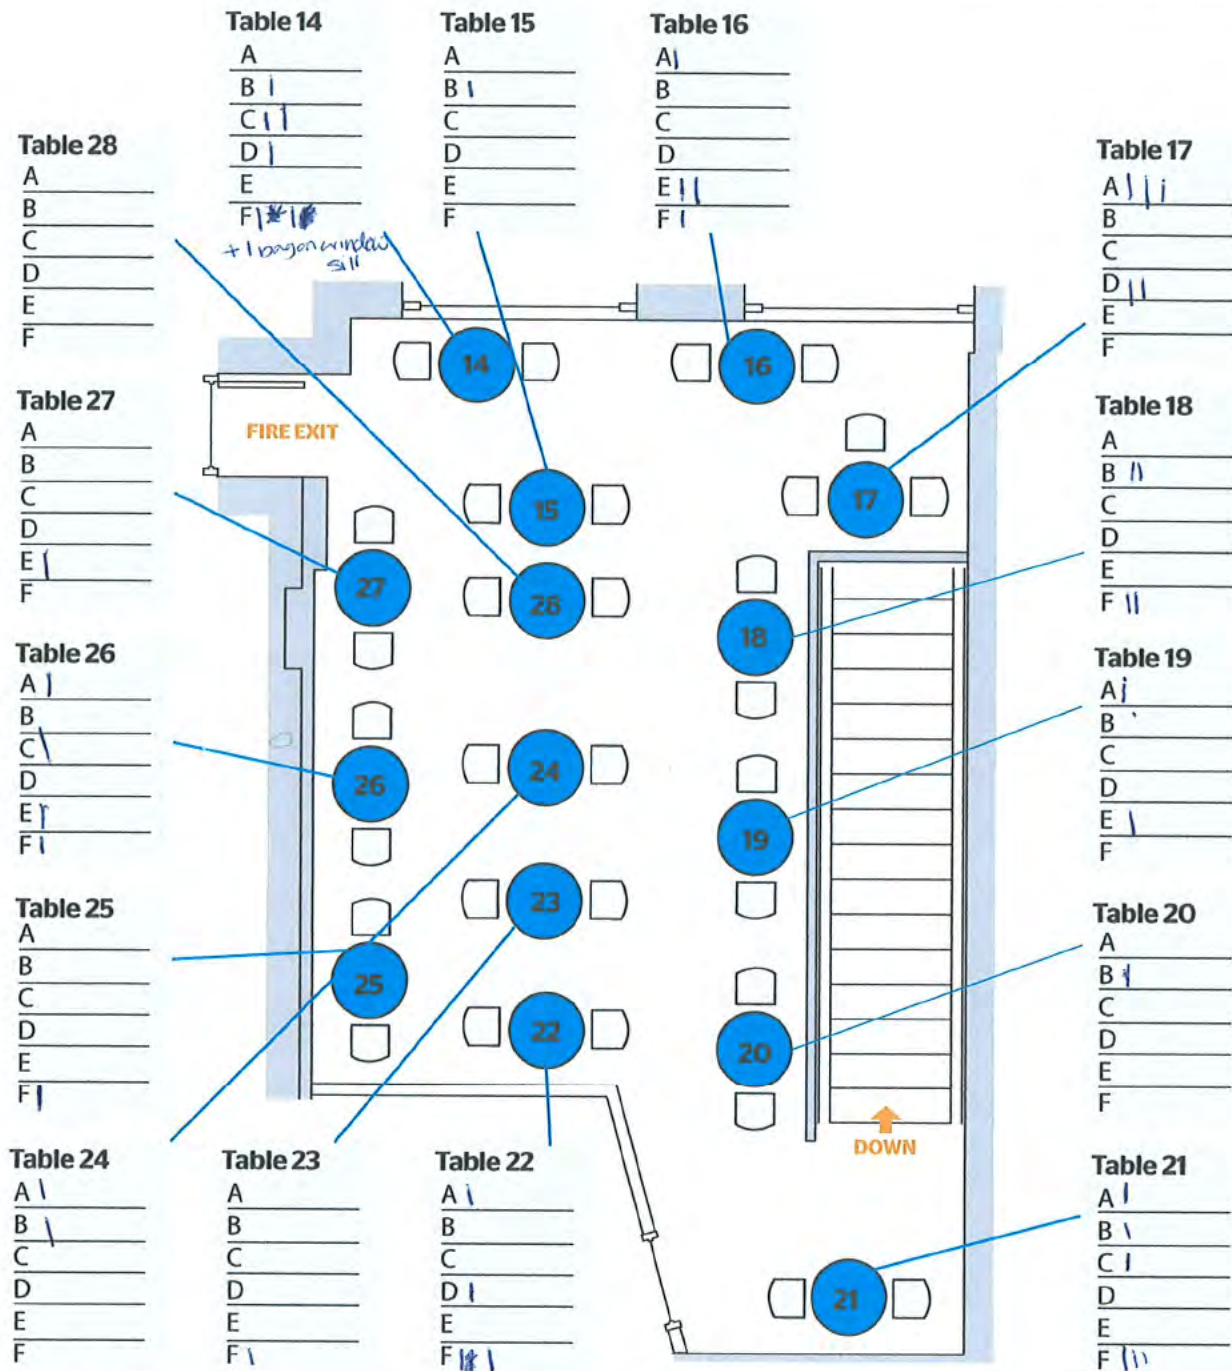 Table 14
A
B I
C I I
D I
E
F I I
+ 1 bag on window
sill
Table 15
A
B I
C
D
E
F
Table 16
A I
B
C
D
E I I
F I
Table 28
A
B
C
D
E
F
Table 17
A I I I
B
C
D I I
E
F
Table 27
A
B
C
D
E I
F
Table 18
A
B I I
C
D
E
F I I
Table 26
A I
B
C I
D
E I
F I
Table 19
A I
B
C
D
E I
F
Table 25
A
B
C
D
E
F I
Table 20
A
B I
C
D
E
F
Table 24
A I
B I
C
D
E
F
Table 23
A
B
C
D
E
F I
Table 22
A I
B
C
D I
E
F I I
Table 21
A I
B I
C I
D
E
F I I I
FIRE EXIT
DOWN
14
16
15
17
27
28
18
24
26
19
23
25
22
20
21